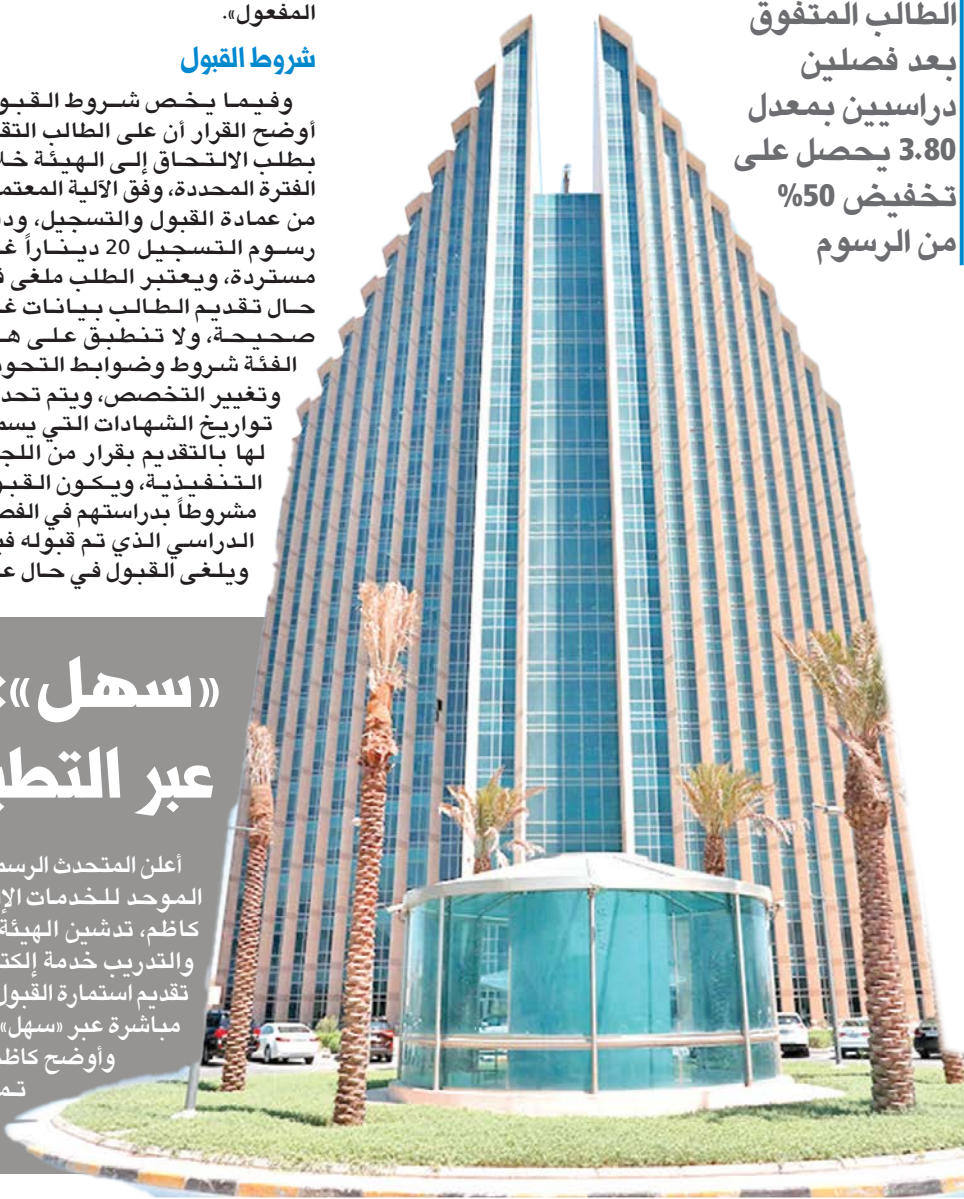 الطالب المتفوق
بعد فصلين
دراسيين بمعدل
3.80 يحصل على
تخفيض 50%
من الرسوم
المفعول».
شروط القبول
وفيما يخص شروط القبو
أوضح القرار أن على الطالب التق
بطلب الالتحاق إلى الهيئة خلا
الفترة المحددة، وفق الآلية المعتم
من عمادة القبول والتسجيل، ود
رسوم التسجيل 20 ديناراً غ
مستردة، ويعتبر الطلب ملغى ف
حال تقديم الطالب بيانات غ
صحيحة، ولا تنطبق على ه
الفئة شروط وضوابط التحو
وتغيير التخصص، ويتم تحد
تواريخ الشهادات التي يسم
لها بالتقديم بقرار من اللج
التنفيذية، ويكون القبو
مشروطاً بدراستهم في الفص
الدراسي الذي تم قبوله في
ويلغى القبول في حال ع
«سهل»:
عبر التطب
أعلن المتحدث الرسم
الموحد للخدمات الإ
كاظم، تدشين الهيئة
والتدريب خدمة إلكت
تقديم استمارة القبول
مباشرة عبر «سهل»
وأوضح كاظ
تم